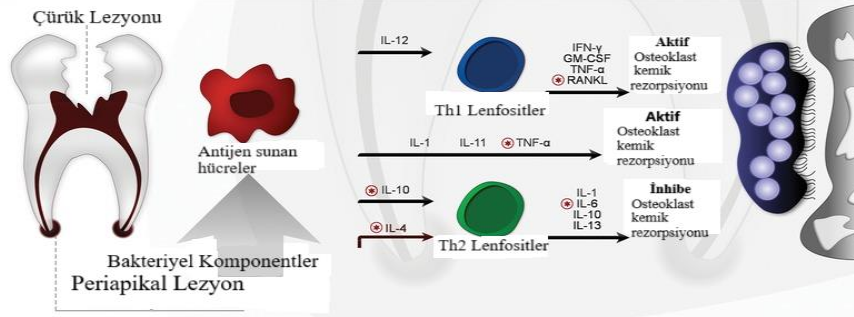 Çürük Lezyonu
Antijen sunan
hücreler
Bakteriyel Komponentler
Periapikal Lezyon
IL-12
Th1 Lenfositler
IFN-γ
GM-CSF
TNF-α
RANKL
Aktif
Osteoklast
kemik
rezorpsiyonu
IL-1 IL-11 TNF-α
Aktif
Osteoklast
kemik
rezorpsiyonu
IL-10
IL-4
Th2 Lenfositler
IL-1
IL-6
IL-10
IL-13
İnhibe
Osteoklast
kemik
rezorpsiyonu